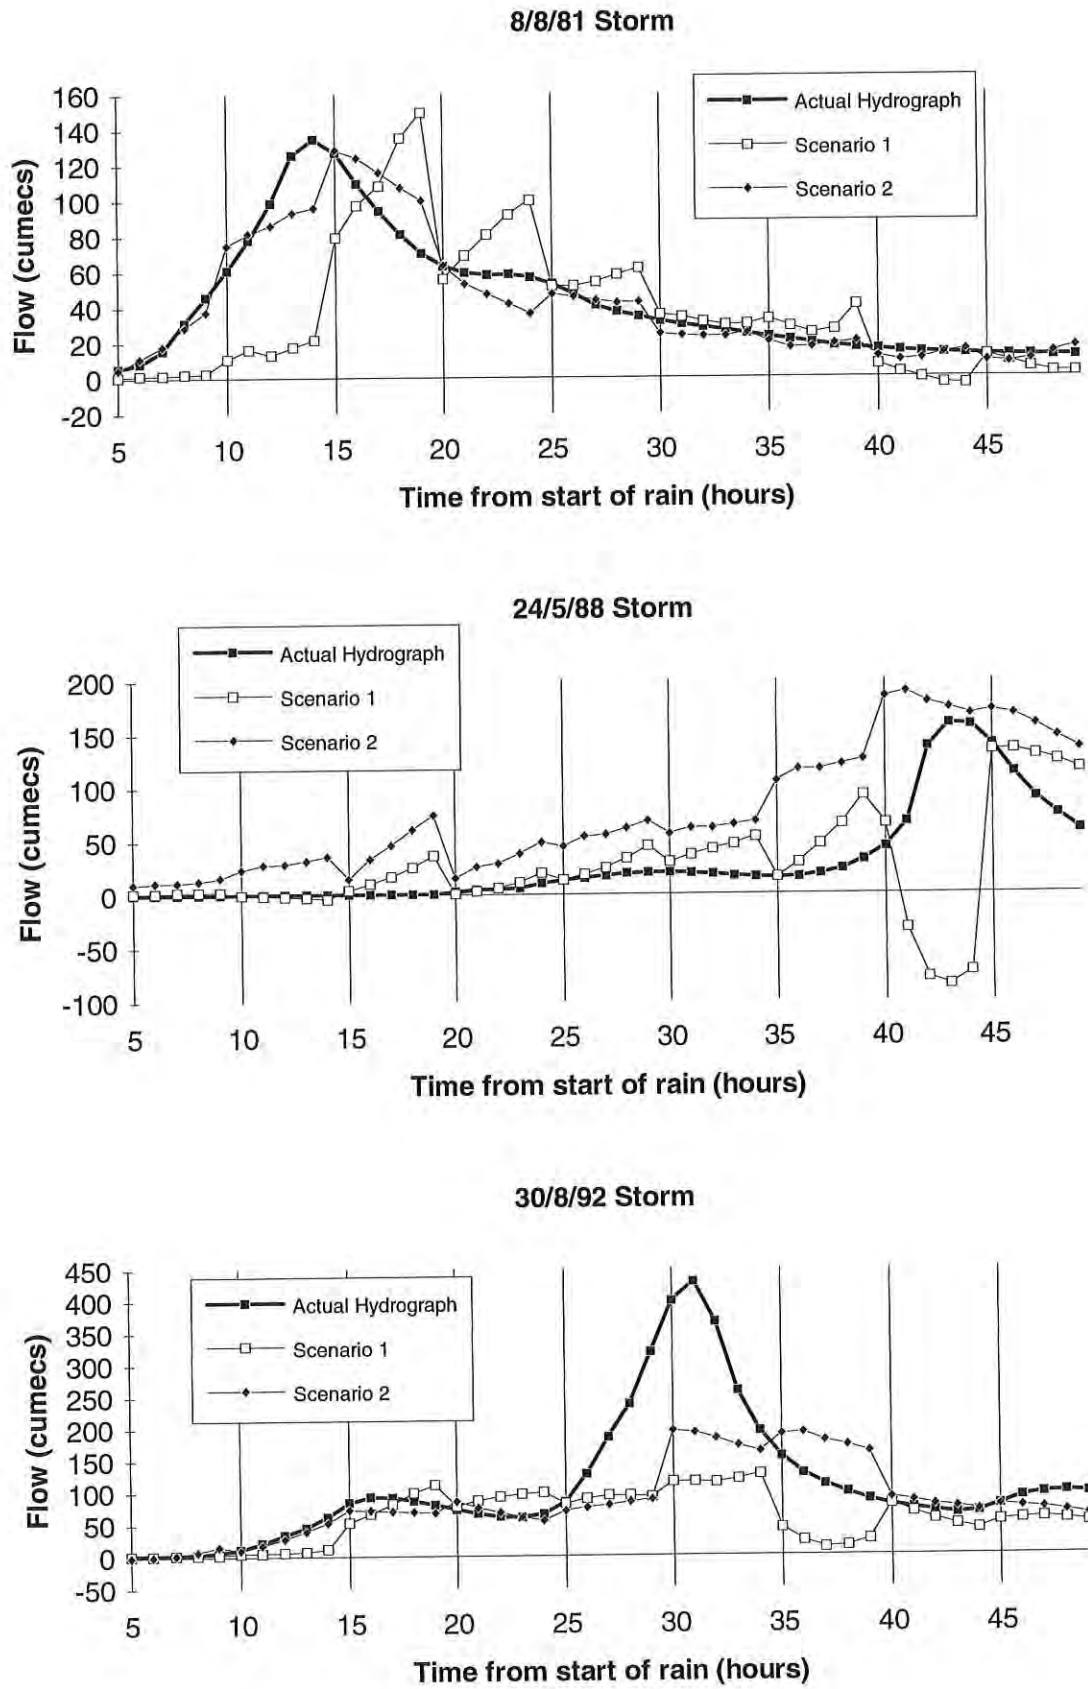 8/8/81 Storm
160
140
120
100
80
60
40
20
0
-20
Flow (cumecs)
Actual Hydrograph
Scenario 1
Scenario 2
5 10 15 20 25 30 35 40 45
Time from start of rain (hours)
24/5/88 Storm
Actual Hydrograph
Scenario 1
Scenario 2
200
150
100
50
0
-50
-100
Flow (cumecs)
5 10 15 20 25 30 35 40 45
Time from start of rain (hours)
30/8/92 Storm
450
400
350
300
250
200
150
100
50
0
-50
Flow (cumecs)
Actual Hydrograph
Scenario 1
Scenario 2
5 10 15 20 25 30 35 40 45
Time from start of rain (hours)